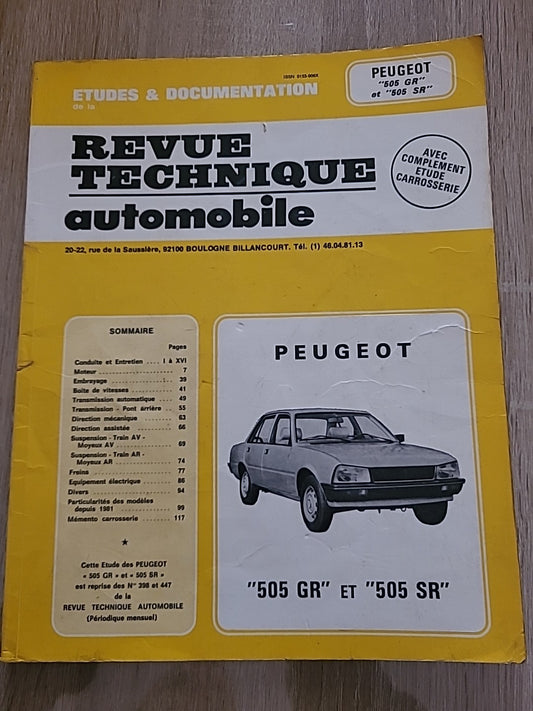 ISSN 0153-906X
ETUDES & DOCUMENTATION
de la
PEUGEOT
"505 GR"
et "505 SR"
REVUE
TECHNIQUE
automobile
AVEC
COMPLEMENT
ETUDE
CARROSSERIE
20-22, rue de la Saussière, 92100 BOULOGNE BILLANCOURT. Tél. (1) 46.04.81.13
SOMMAIRE
Pages
Conduite et Entretien .... I à XVI
Moteur .... 7
Embrayage .... 39
Boite de vitesses .... 41
Transmission automatique .... 49
Transmission - Pont arrière .... 55
Direction mécanique .... 63
Direction assistée .... 66
Suspension - Train AV -
Moyeux AV .... 69
Suspension - Train AR -
Moyeux AR .... 74
Freins .... 77
Equipement électrique .... 86
Divers .... 94
Particularités des modèles
depuis 1981 .... 99
Mémento carrosserie .... 117
★
Cette Etude des PEUGEOT
« 505 GR » et « 505 SR »
est reprise des N° 398 et 447
de la
REVUE TECHNIQUE AUTOMOBILE
(Périodique mensuel)
PEUGEOT
"505 GR" ET "505 SR"